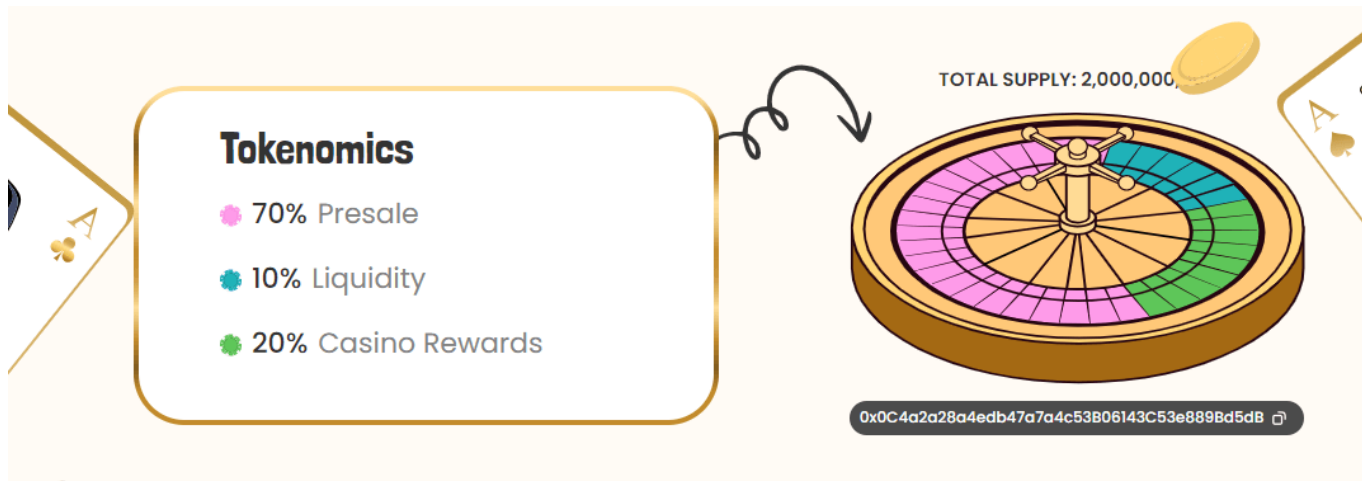 Tokenomics
70% Presale
10% Liquidity
20% Casino Rewards
TOTAL SUPPLY: 2,000,000,
A
A
0x0C4a2a28a4edb47a7a4c53B06143C53e889Bd5dB